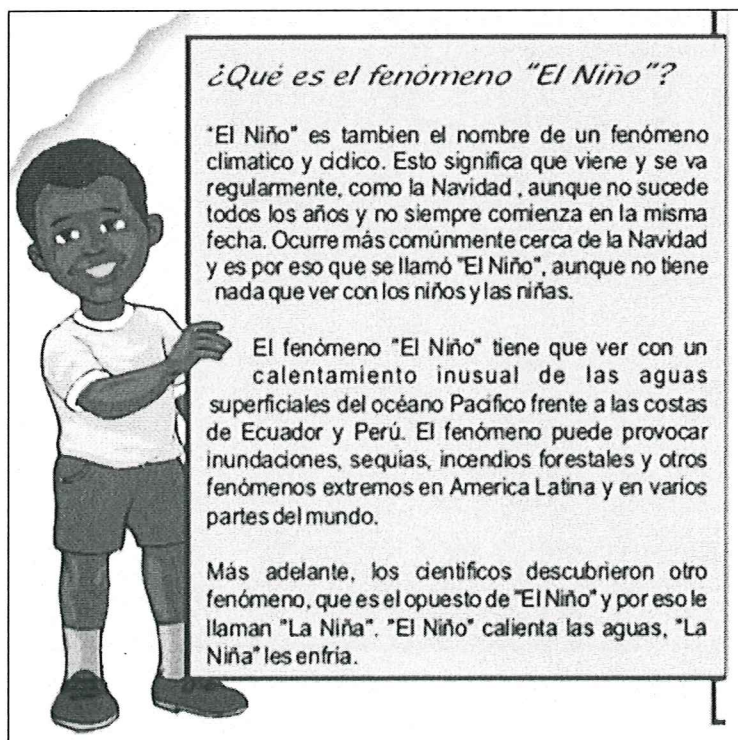 ¿Qué es el fenómeno "El Niño"?
"El Niño" es tambien el nombre de un fenómeno
climatico y cíclico. Esto significa que viene y se va
regularmente, como la Navidad , aunque no sucede
todos los años y no siempre comienza en la misma
fecha. Ocurre más comúnmente cerca de la Navidad
y es por eso que se llamó "El Niño", aunque no tiene
nada que ver con los niños y las niñas.
El fenómeno "El Niño" tiene que ver con un
calentamiento inusual de las aguas
superficiales del océano Pacifico frente a las costas
de Ecuador y Perú. El fenómeno puede provocar
inundaciones, sequias, incendios forestales y otros
fenómenos extremos en America Latina y en varios
partes del mundo.
Más adelante, los cientificos descubrieron otro
fenómeno, que es el opuesto de "El Niño" y por eso le
llaman "La Niña". "El Niño" calienta las aguas, "La
Niña" les enfria.